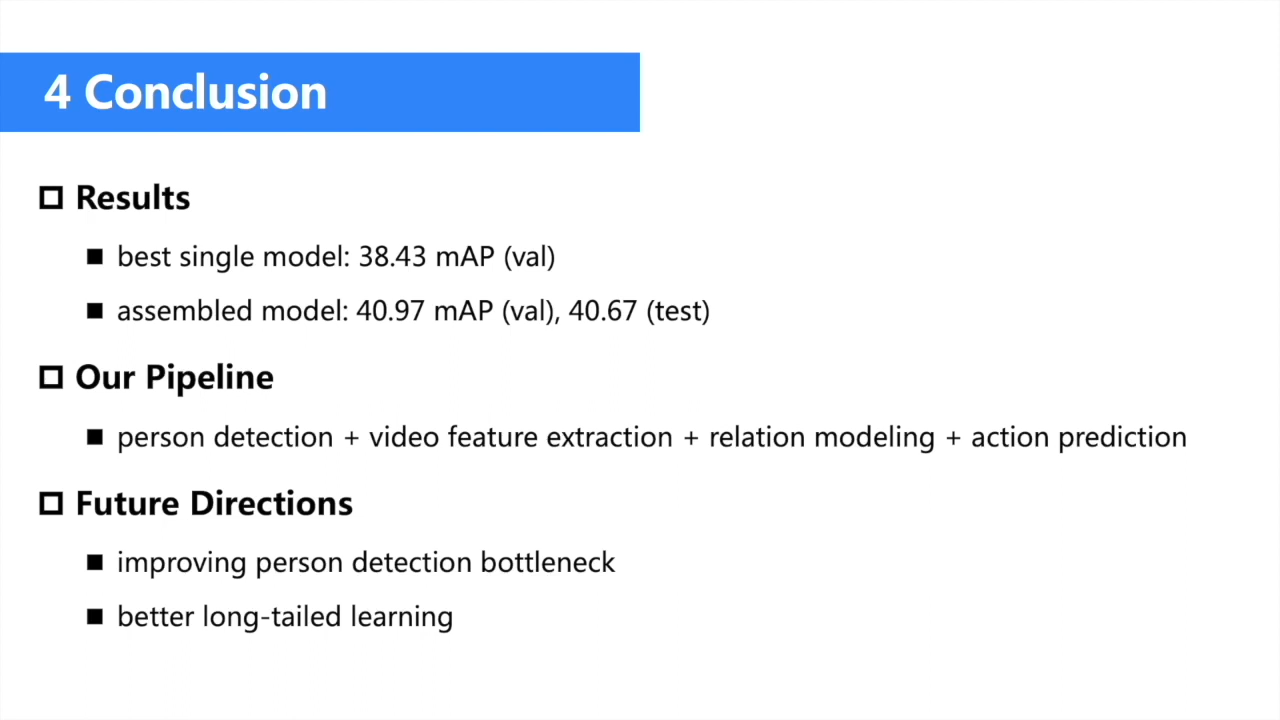 4 Conclusion
Results
best single model: 38.43 mAP (val)
assembled model: 40.97 mAP (val), 40.67 (test)
Our Pipeline
person detection + video feature extraction + relation modeling + action prediction
Future Directions
improving person detection bottleneck
better long-tailed learning